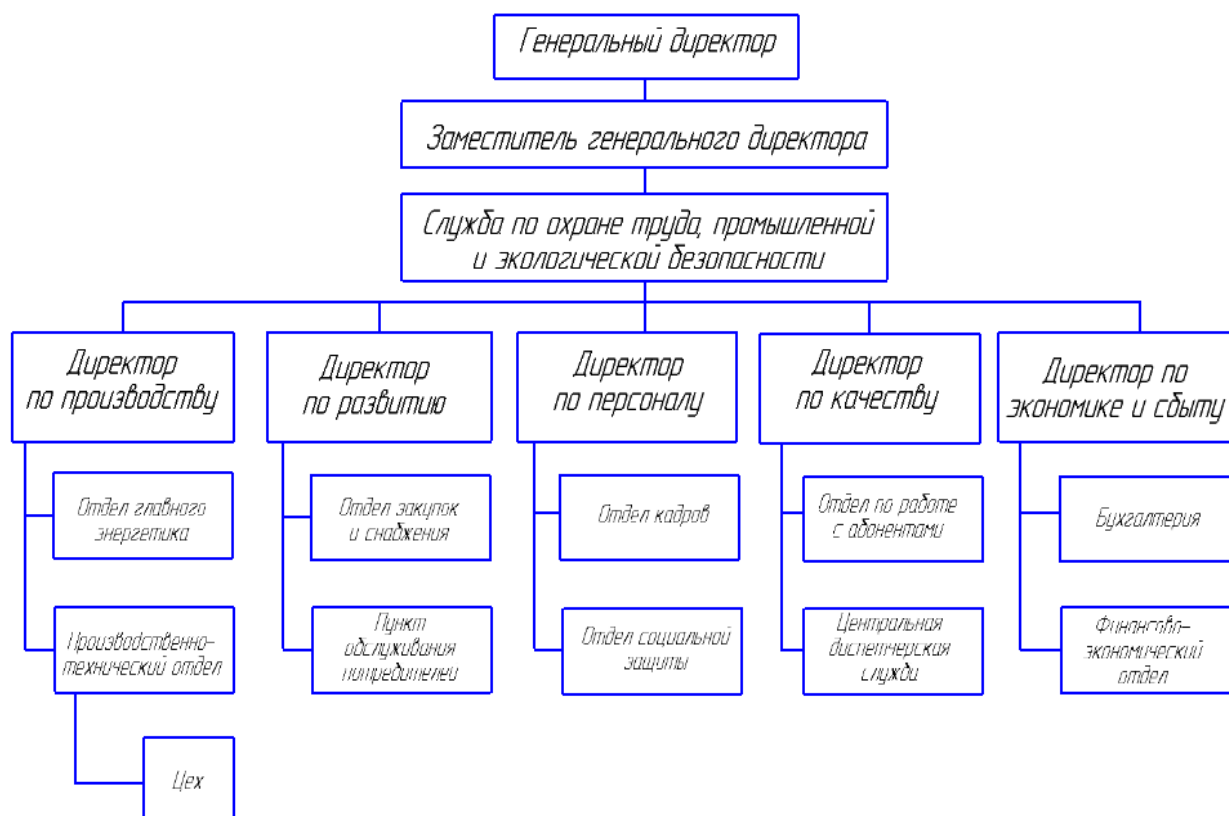 Генеральный директор
Заместитель генерального директора
Служба по охране труда, промышленной
и экологической безопасности
Директор
по производству
Директор
по развитию
Директор
по персоналу
Директор
по качеству
Директор по
экономике и сбыту
Отдел главного
энергетика
Отдел закупок
и снабжения
Отдел кадров
Отдел по работе
с абонентами
Бухгалтерия
Производственно-
технический отдел
Пункт
обслуживания
потребителей
Отдел социальной
защиты
Центральная
диспетчерская
служби
Финансово-
экономический
отдел
Цех